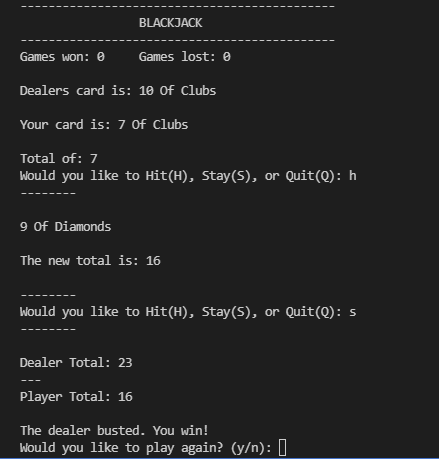 ---------------------------------------------
BLACKJACK
---------------------------------------------
Games won: 0     Games lost: 0
Dealers card is: 10 Of Clubs
Your card is: 7 Of Clubs
Total of: 7
Would you like to Hit(H), Stay(S), or Quit(Q): h
--------
9 Of Diamonds
The new total is: 16
--------
Would you like to Hit(H), Stay(S), or Quit(Q): s
--------
Dealer Total: 23
---
Player Total: 16
The dealer busted. You win!
Would you like to play again? (y/n):